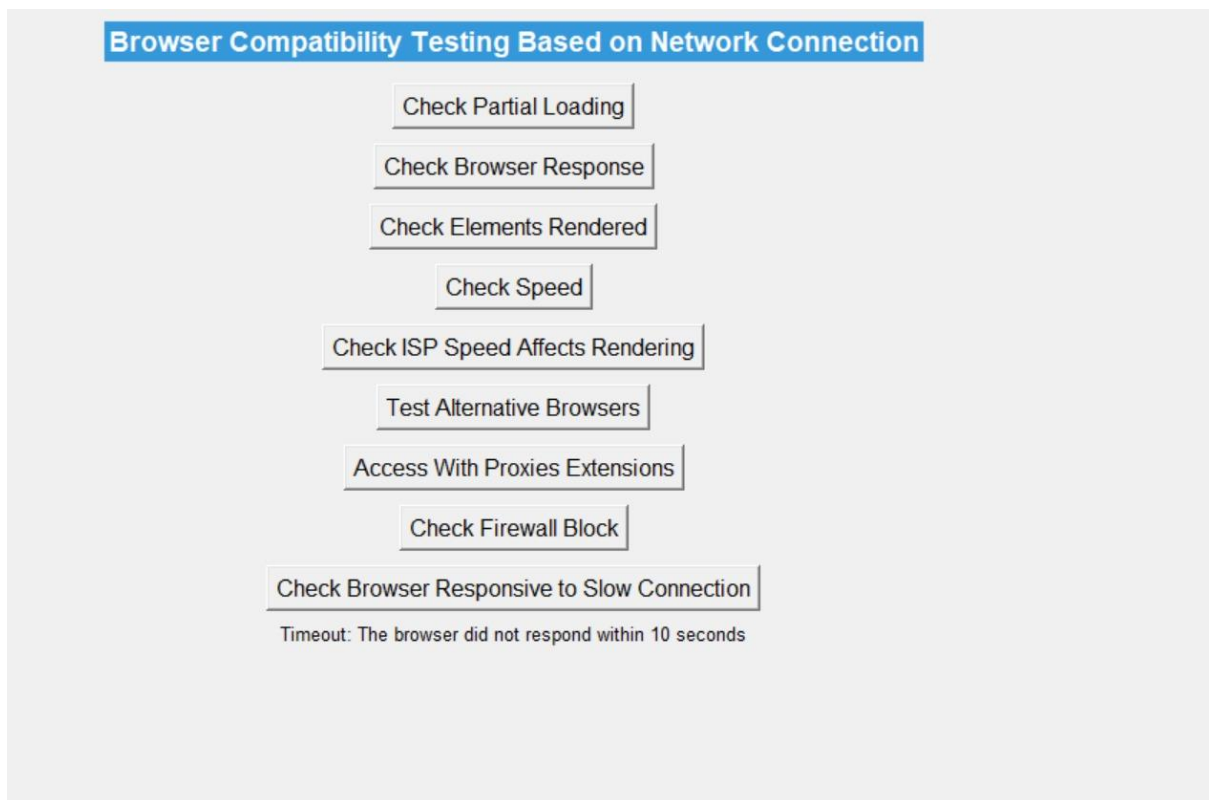 Browser Compatibility Testing Based on Network Connection
Check Partial Loading
Check Browser Response
Check Elements Rendered
Check Speed
Check ISP Speed Affects Rendering
Test Alternative Browsers
Access With Proxies Extensions
Check Firewall Block
Check Browser Responsive to Slow Connection
Timeout: The browser did not respond within 10 seconds